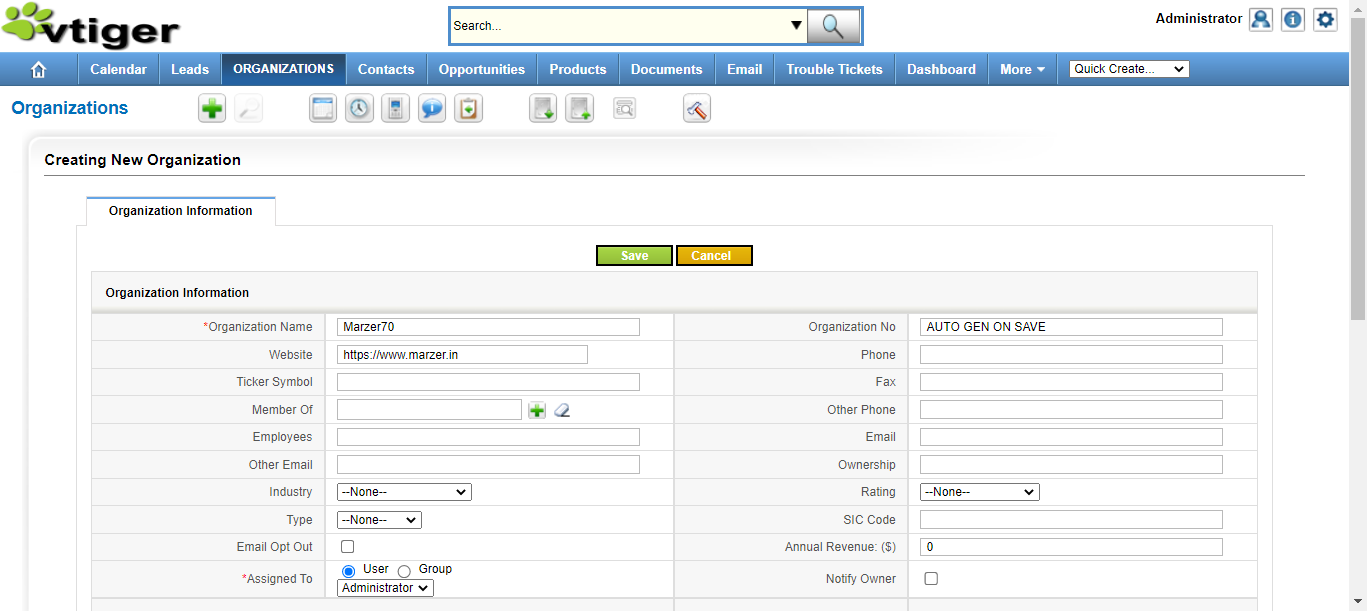 vtiger
Search...
Administrator
Calendar Leads ORGANIZATIONS Contacts Opportunities Products Documents Email Trouble Tickets Dashboard More Quick Create...
Organizations
Creating New Organization
Organization Information
Save Cancel
Organization Information
*Organization Name Marzer70 Organization No AUTO GEN ON SAVE
Website https://www.marzer.in Phone
Ticker Symbol Fax
Member Of Other Phone
Employees Email
Other Email Ownership
Industry --None-- Rating --None--
Type --None-- SIC Code
Email Opt Out Annual Revenue: ($) 0
*Assigned To User Group Notify Owner
Administrator